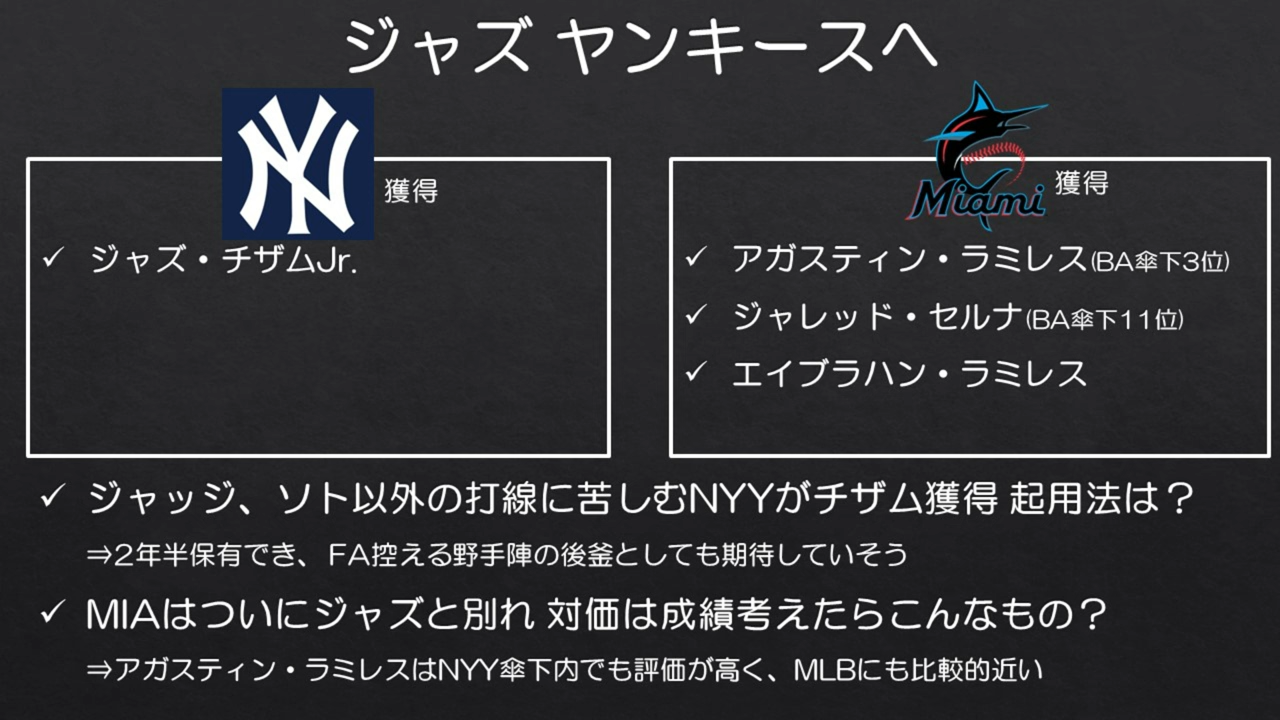 ジャズ ヤンキースへ
NY
獲得
✓ ジャズ・チザムJr.
Miami
獲得
✓ アガスティン・ラミレス(BA傘下3位)
✓ ジャレッド・セルナ(BA傘下11位)
✓ エイブラハン・ラミレス
✓ ジャッジ、ソト以外の打線に苦しむNYYがチザム獲得 起用法は？
⇒2年半保有でき、FA控える野手陣の後釜としても期待していそう
✓ MIAはついにジャズと別れ 対価は成績考えたらこんなもの？
⇒アガスティン・ラミレスはNYY傘下内でも評価が高く、MLBにも比較的近い